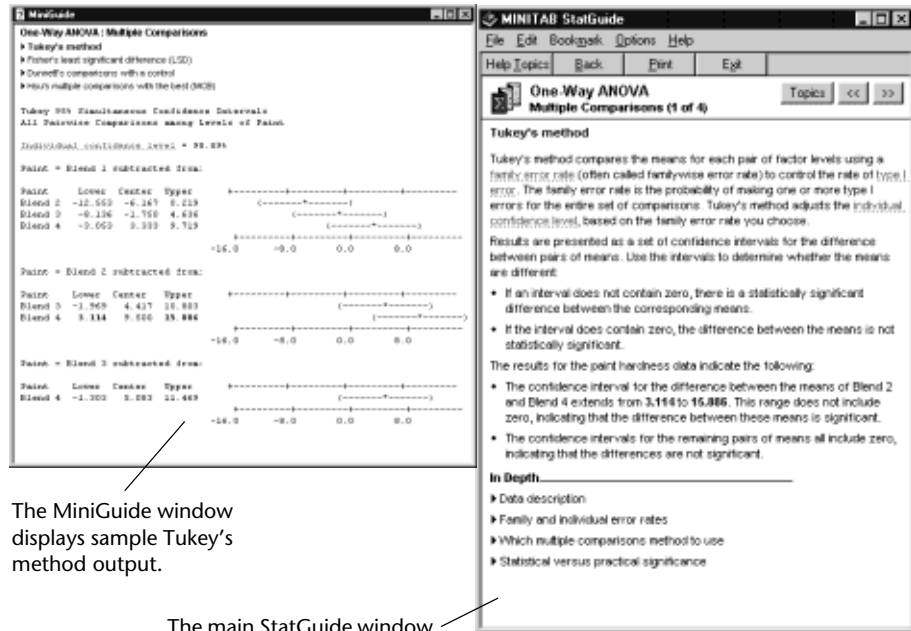 MiniGuide
One-Way ANOVA : Multiple Comparisons
Tukey's method
Fisher's least significant difference (LSD)
Dunnett's comparisons with a control
Hsu's multiple comparisons with the best (MCB)
Tukey 95% Simultaneous Confidence Intervals
All Pairwise Comparisons among Levels of Paint
Individual confidence level = 98.89%
Paint = Blend 1 subtracted from:
Paint Lower Center Upper
Blend 2 -12.553 -6.167 0.219
Blend 3 -8.136 -1.750 4.636
Blend 4 -3.053 3.333 9.719
-16.0 -8.0 0.0 8.0
Paint = Blend 2 subtracted from:
Paint Lower Center Upper
Blend 3 -1.969 4.417 10.803
Blend 4 3.114 9.500 15.886
-16.0 -8.0 0.0 8.0
Paint = Blend 3 subtracted from:
Paint Lower Center Upper
Blend 4 -1.303 5.083 11.469
-16.0 -8.0 0.0 8.0
The MiniGuide window
displays sample Tukey's
method output.
MINITAB StatGuide
File Edit Bookmark Options Help
Help Topics Back Print Exit
One-Way ANOVA
Multiple Comparisons (1 of 4)
Topics << >>
Tukey's method
Tukey's method compares the means for each pair of factor levels using a
family error rate (often called familywise error rate) to control the rate of type I
error. The family error rate is the probability of making one or more type I
errors for the entire set of comparisons. Tukey's method adjusts the individual
confidence level, based on the family error rate you choose.
Results are presented as a set of confidence intervals for the difference
between pairs of means. Use the intervals to determine whether the means
are different:
• If an interval does not contain zero, there is a statistically significant
difference between the corresponding means.
• If the interval does contain zero, the difference between the means is not
statistically significant.
The results for the paint hardness data indicate the following:
• The confidence interval for the difference between the means of Blend 2
and Blend 4 extends from 3.114 to 15.886. This range does not include
zero, indicating that the difference between these means is significant.
• The confidence intervals for the remaining pairs of means all include zero,
indicating that the differences are not significant.
In Depth
Data description
Family and individual error rates
Which multiple comparisons method to use
Statistical versus practical significance
The main StatGuide window